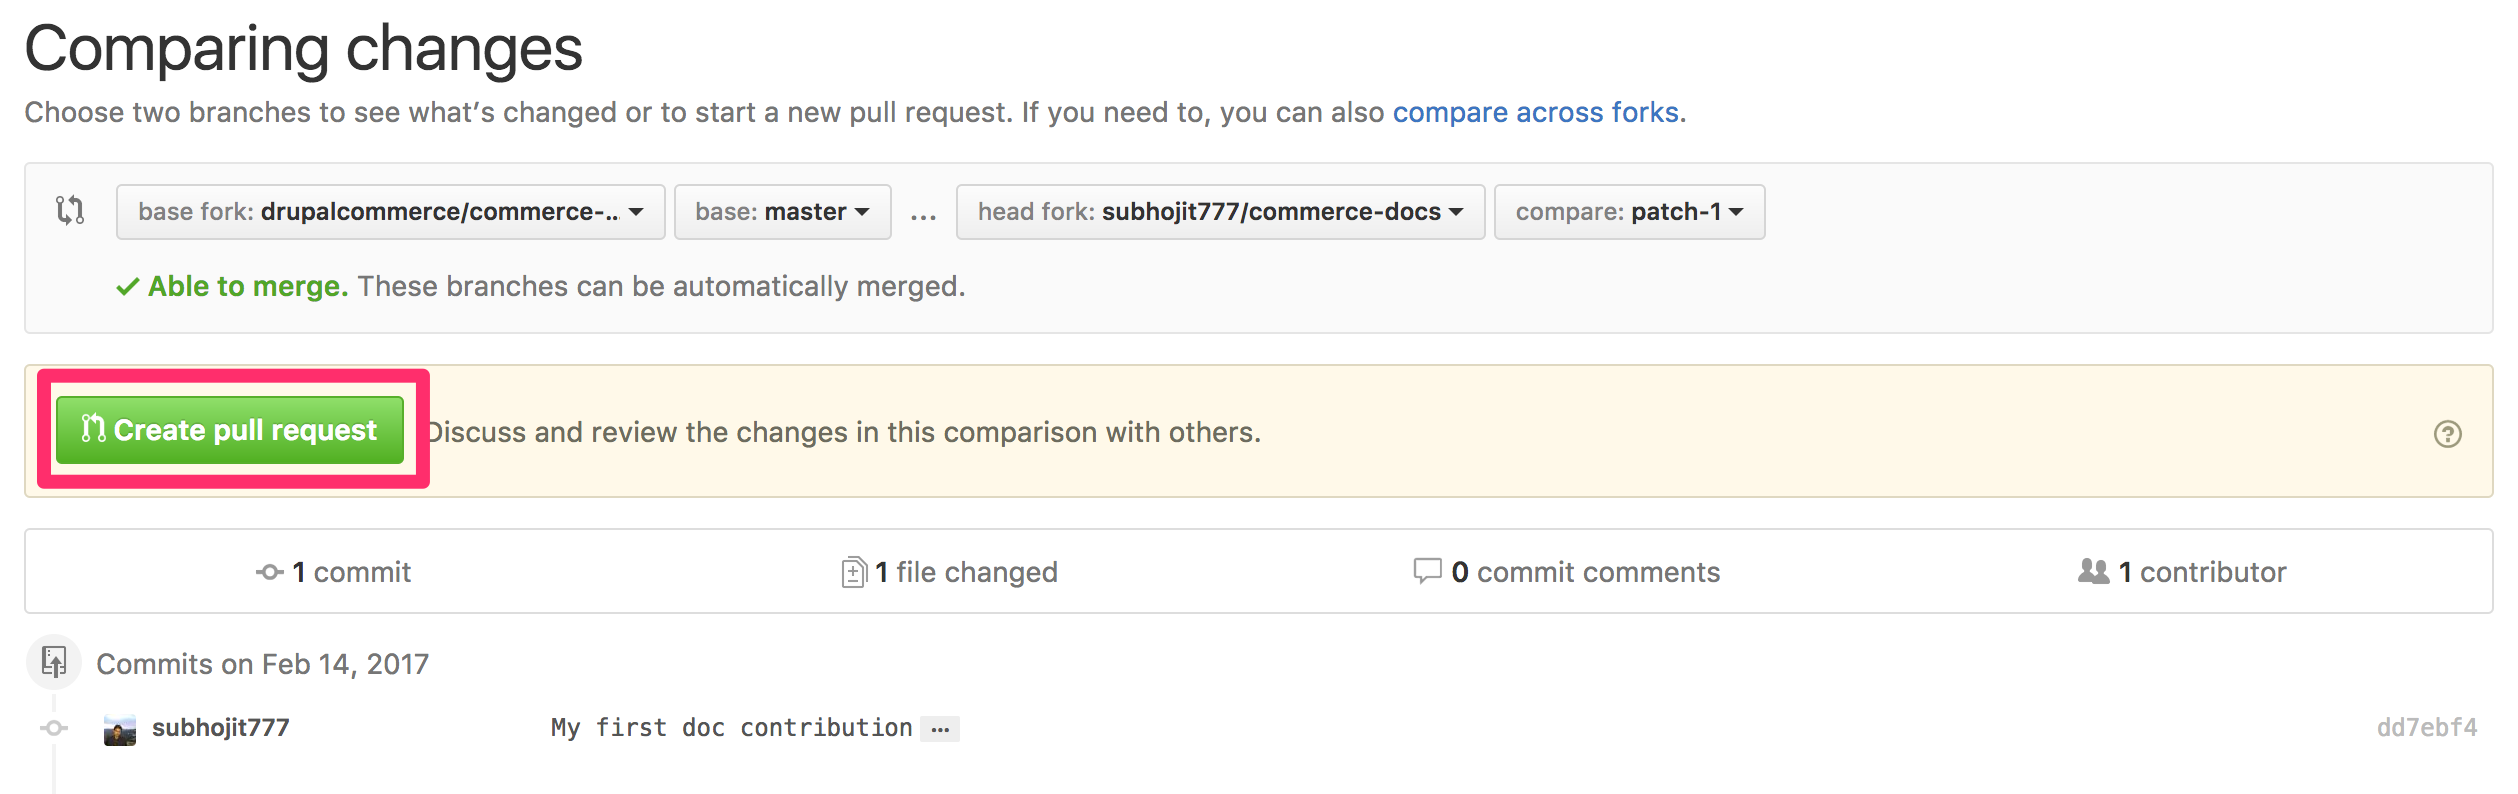 Comparing changes
Choose two branches to see what's changed or to start a new pull request. If you need to, you can also compare across forks.
base fork: drupalcommerce/commerce-... base: master ... head fork: subhojit777/commerce-docs compare: patch-1
Able to merge. These branches can be automatically merged.
Create pull request Discuss and review the changes in this comparison with others.
1 commit 1 file changed 0 commit comments 1 contributor
Commits on Feb 14, 2017
subhojit777 My first doc contribution ... dd7ebf4